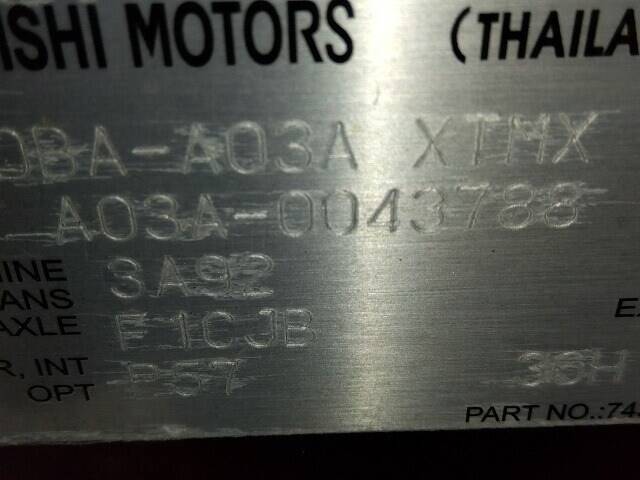 ISHI MOTORS (THAILA
DBA-A03A XTMX
A03A-0043788
INE 3A92
ANS
AXLE F1CJB E
R, INT P57 36H
OPT
PART NO.:74